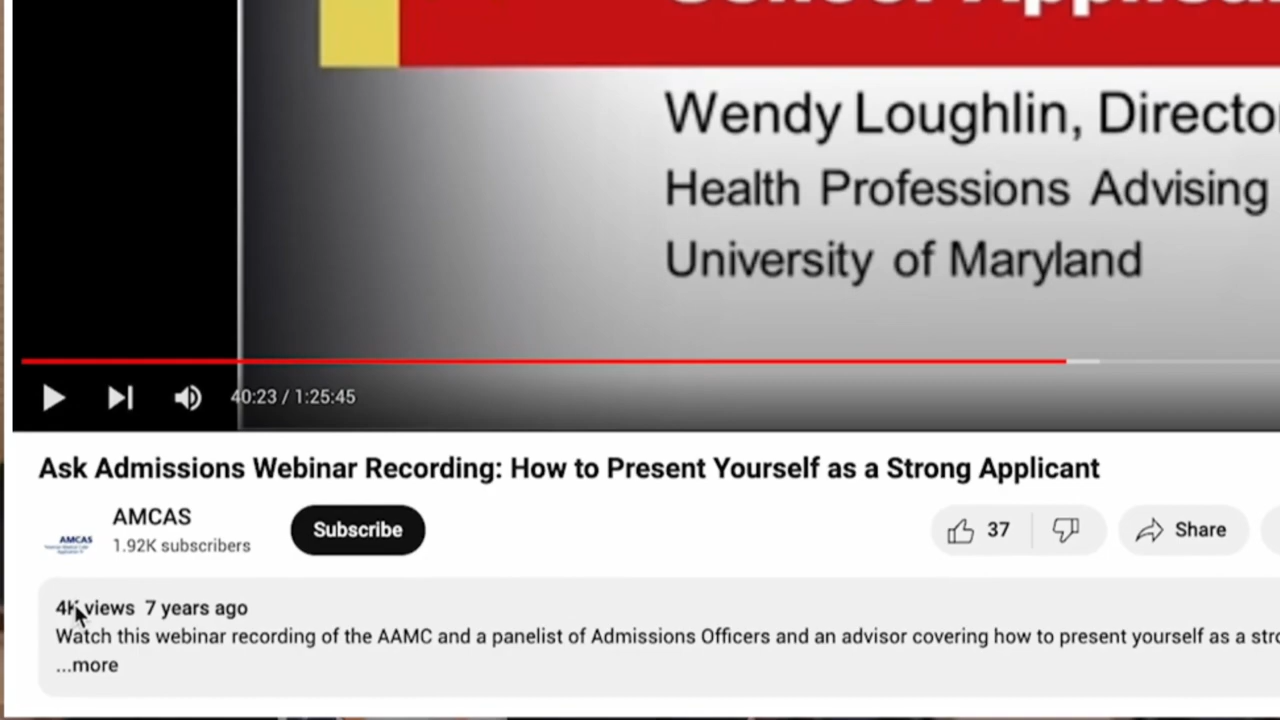 Wendy Loughlin, Directo
Health Professions Advising
University of Maryland
40:23 / 1:25:45
Ask Admissions Webinar Recording: How to Present Yourself as a Strong Applicant
AMCAS
AMCAS
1.92K subscribers
Subscribe
37
Share
4K views 7 years ago
Watch this webinar recording of the AAMC and a panelist of Admissions Officers and an advisor covering how to present yourself as a stro
...more